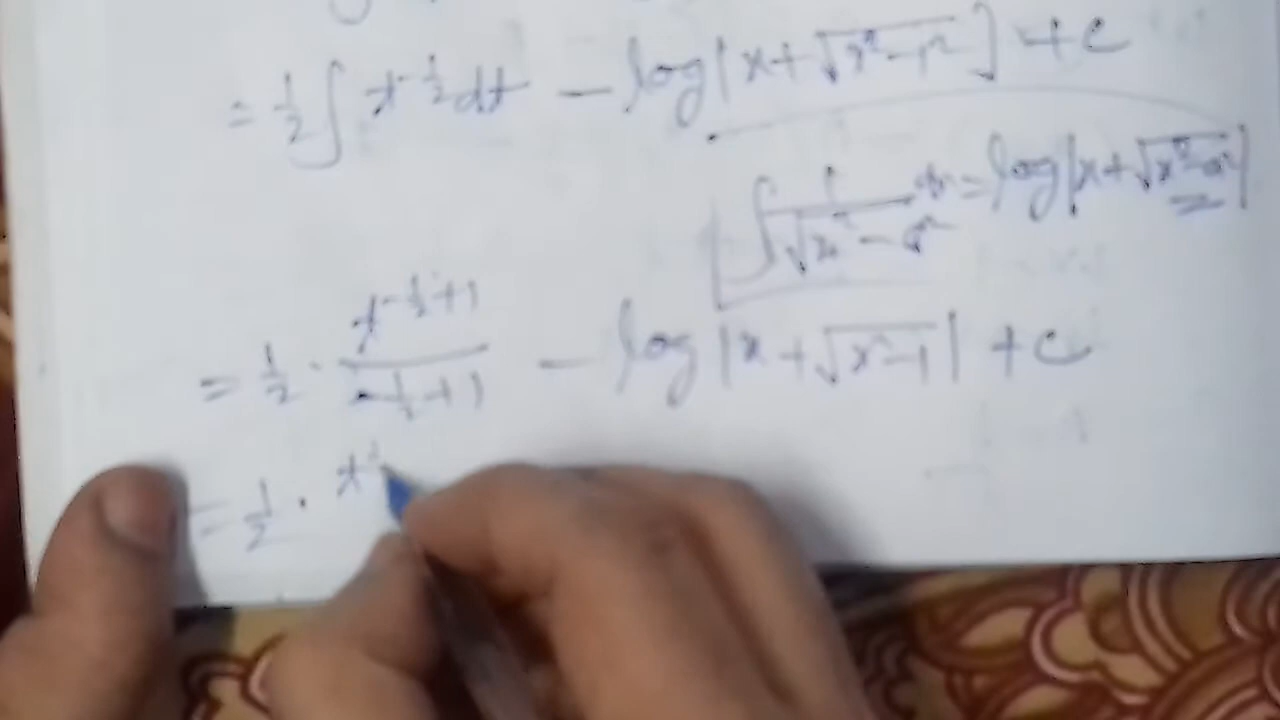 = 1/2 ∫ t^{-1/2} dt - log|x + √(x²-1²)| + c
∫ 1/√(x²-a²) dx = log|x + √(x²-a²)|
= 1/2 · t^{-1/2+1}/(-1/2+1) - log|x + √(x²-1)| + c
= 1/2 · t